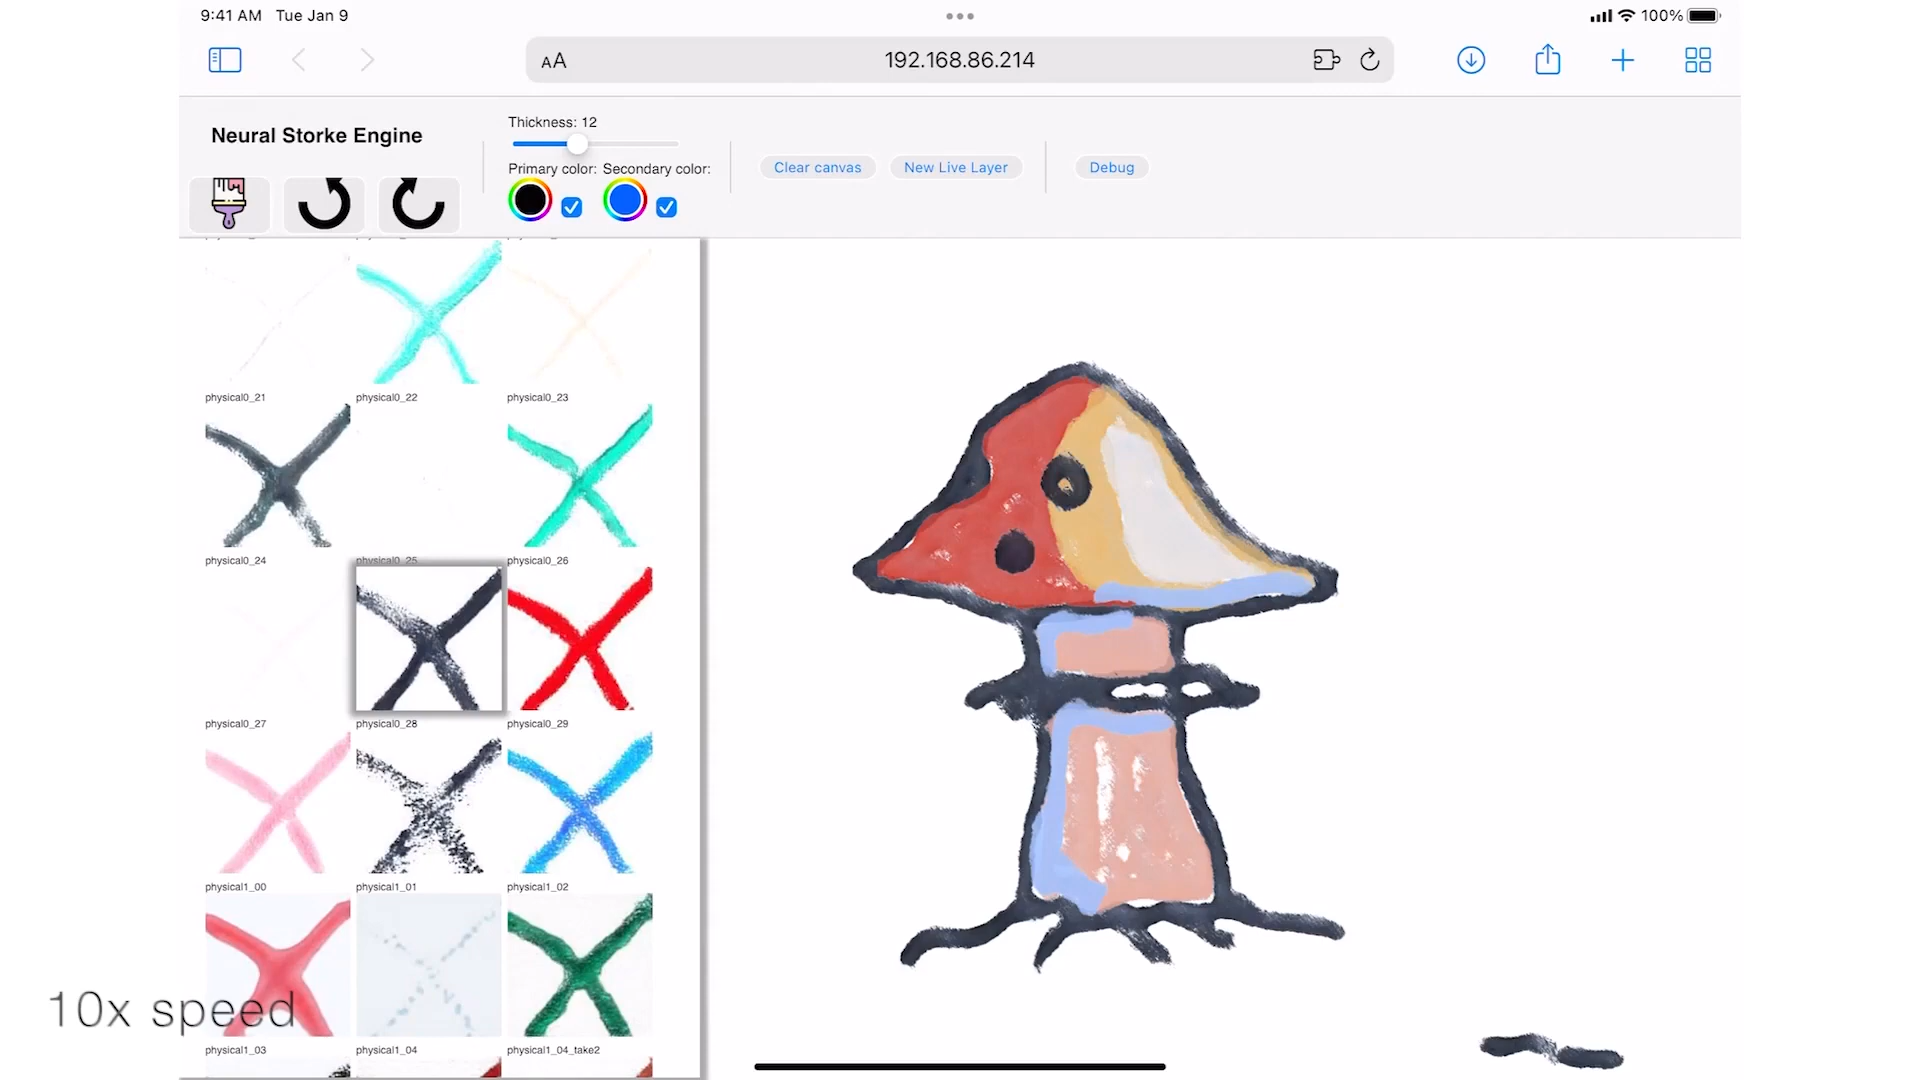 9:41 AM Tue Jan 9
100%
AA
192.168.86.214
Neural Storke Engine
Thickness: 12
Primary color: Secondary color:
Clear canvas
New Live Layer
Debug
physical0_21
physical0_22
physical0_23
physical0_24
physical0_25
physical0_26
physical0_27
physical0_28
physical0_29
physical1_00
physical1_01
physical1_02
physical1_03
physical1_04
physical1_04_take2
10x speed